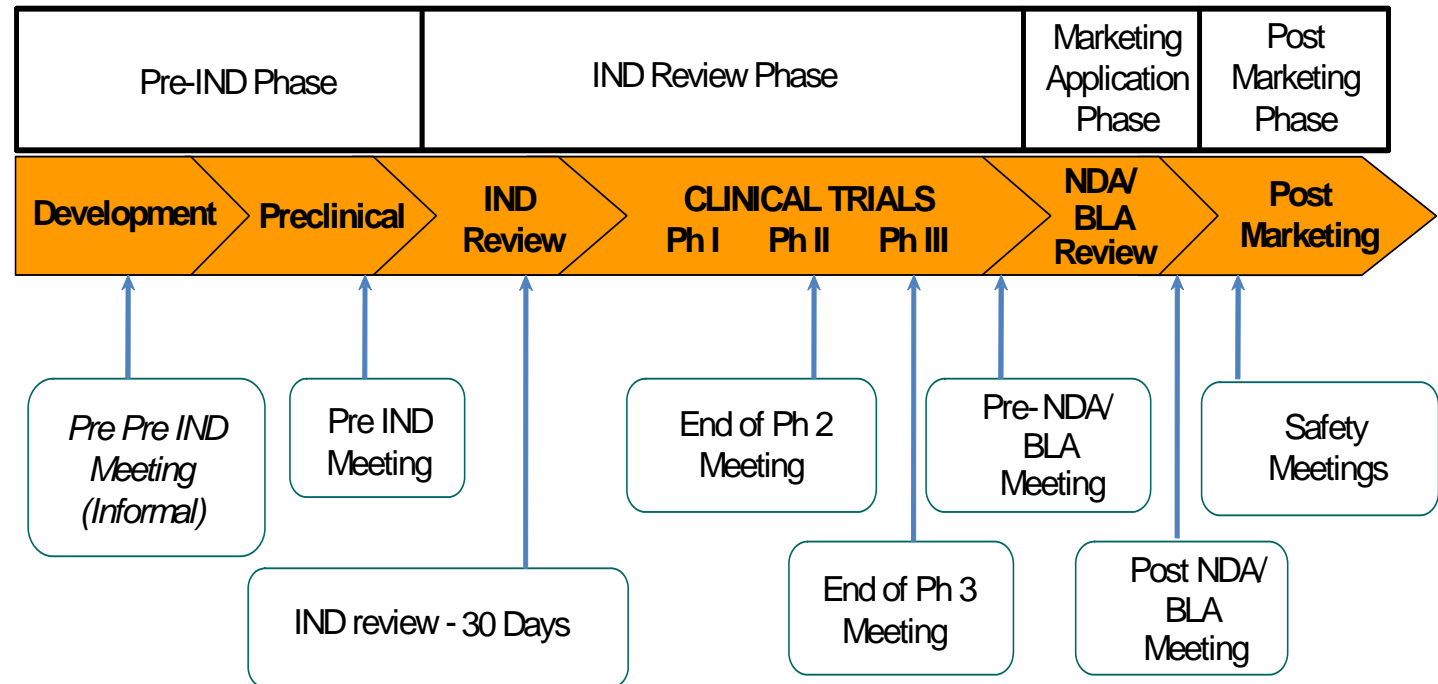 Pre-IND Phase
IND Review Phase
Marketing
Application
Phase
Post
Marketing
Phase
Development
Preclinical
IND
Review
CLINICAL TRIALS
Ph I Ph II Ph III
NDA/
BLA
Review
Post
Marketing
Pre Pre IND
Meeting
(Informal)
Pre IND
Meeting
IND review - 30 Days
End of Ph 2
Meeting
End of Ph 3
Meeting
Pre- NDA/
BLA
Meeting
Post NDA/
BLA
Meeting
Safety
Meetings